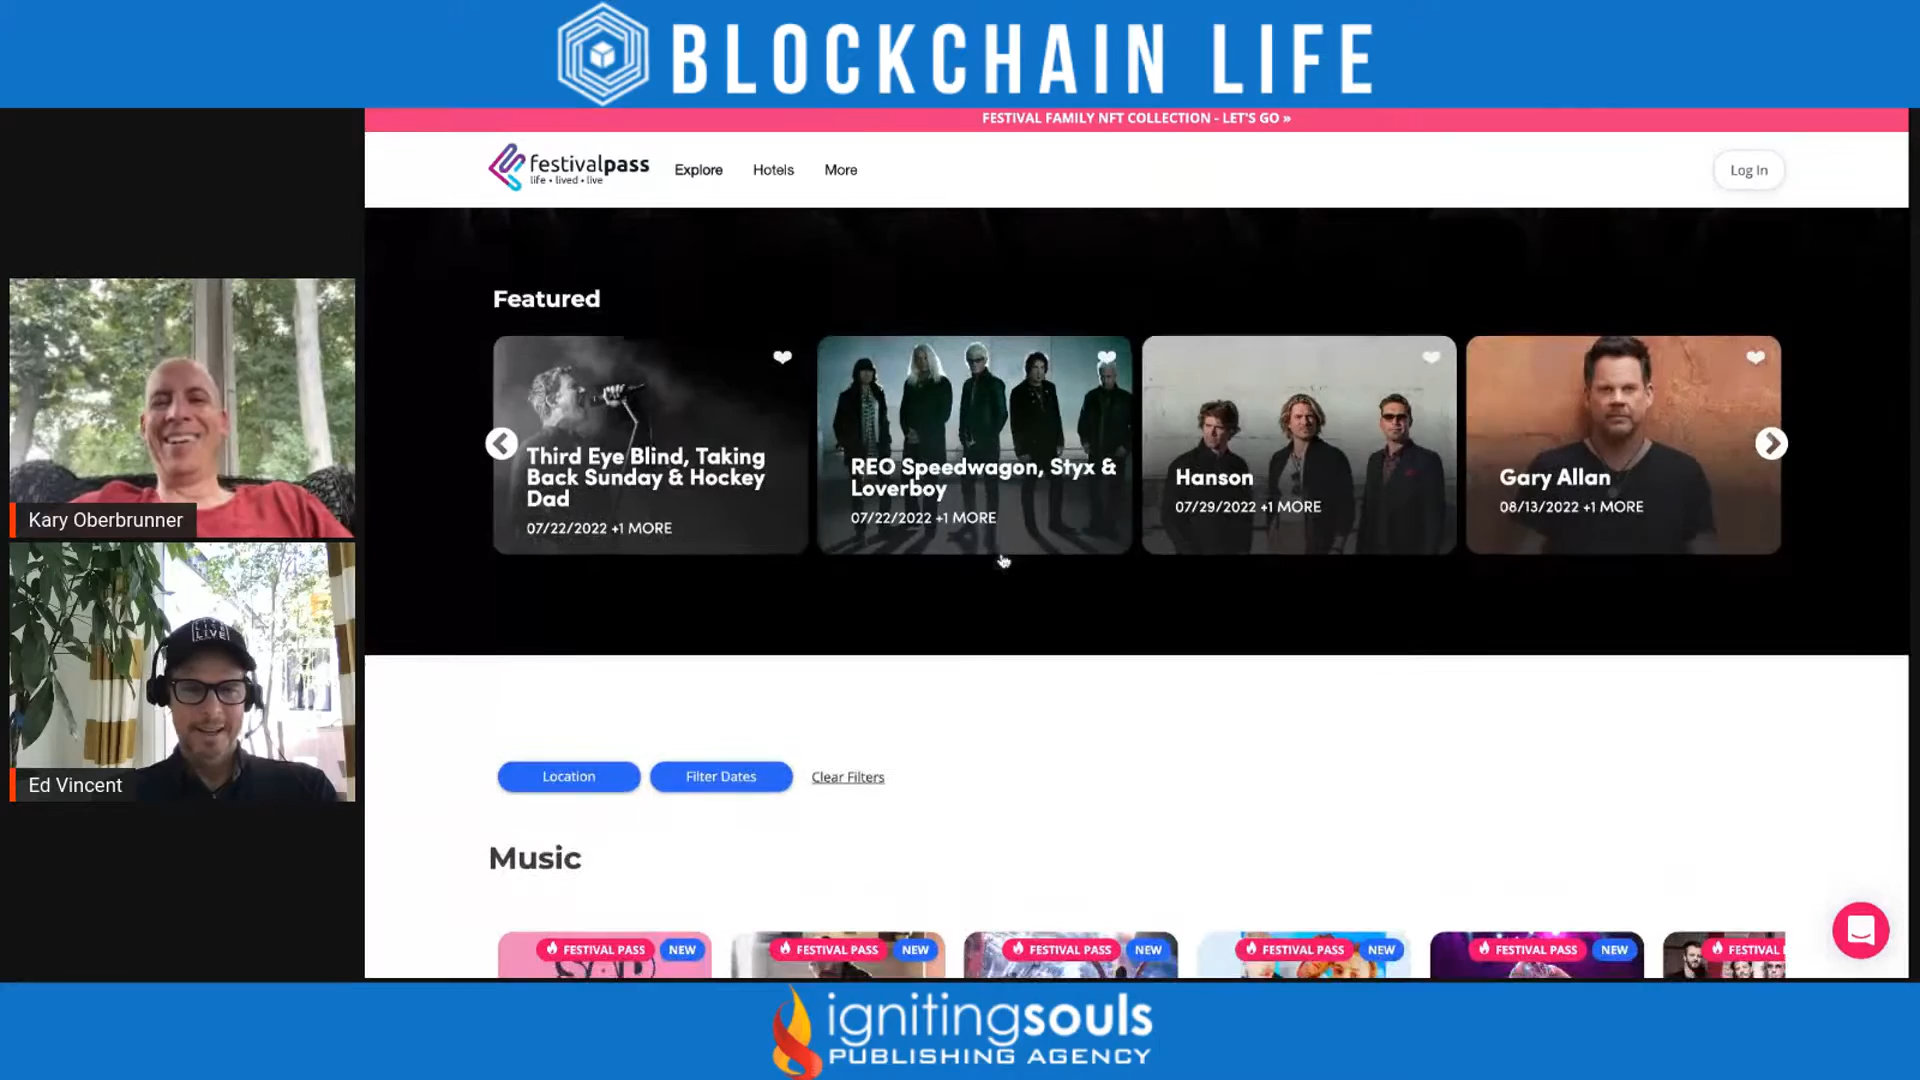 BLOCKCHAIN LIFE
FESTIVAL FAMILY NFT COLLECTION - LET'S GO »
festivalpass
life • lived • live
Explore
Hotels
More
Log In
Featured
Third Eye Blind, Taking
Back Sunday & Hockey
Dad
07/22/2022 +1 MORE
REO Speedwagon, Styx &
Loverboy
07/22/2022 +1 MORE
Hanson
07/29/2022 +1 MORE
Gary Allan
08/13/2022 +1 MORE
Kary Oberbrunner
LIVE
Ed Vincent
Location
Filter Dates
Clear Filters
Music
FESTIVAL PASS NEW
FESTIVAL PASS NEW
FESTIVAL PASS NEW
FESTIVAL PASS NEW
FESTIVAL PASS NEW
FESTIVAL
ignitingsouls
PUBLISHING AGENCY